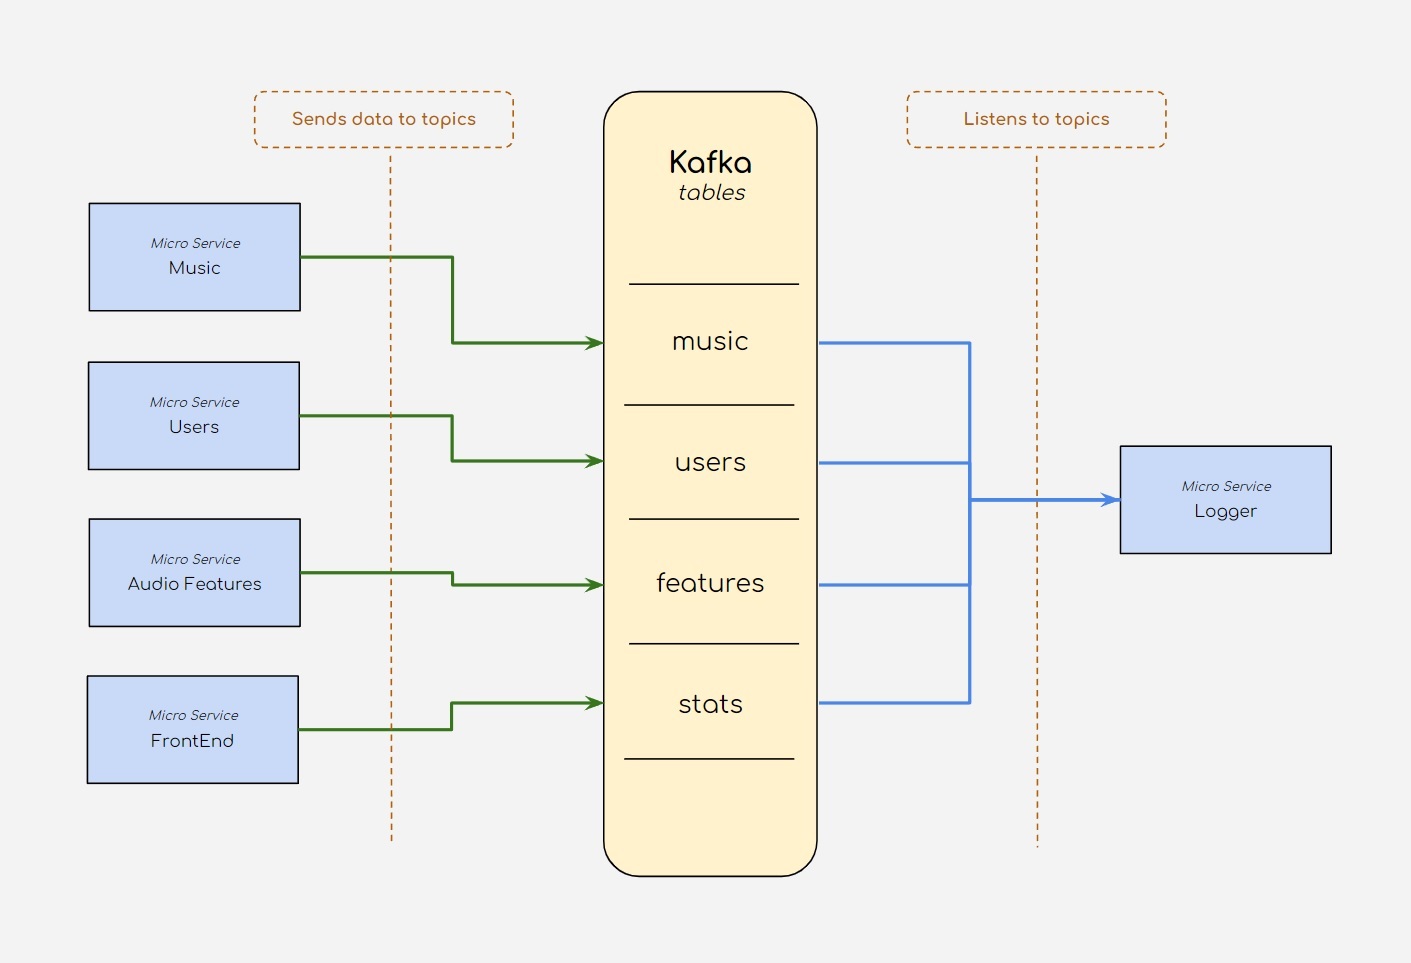 Sends data to topics
Listens to topics
Kafka
tables
Micro Service
Music
Micro Service
Users
Micro Service
Audio Features
Micro Service
FrontEnd
music
users
features
stats
Micro Service
Logger